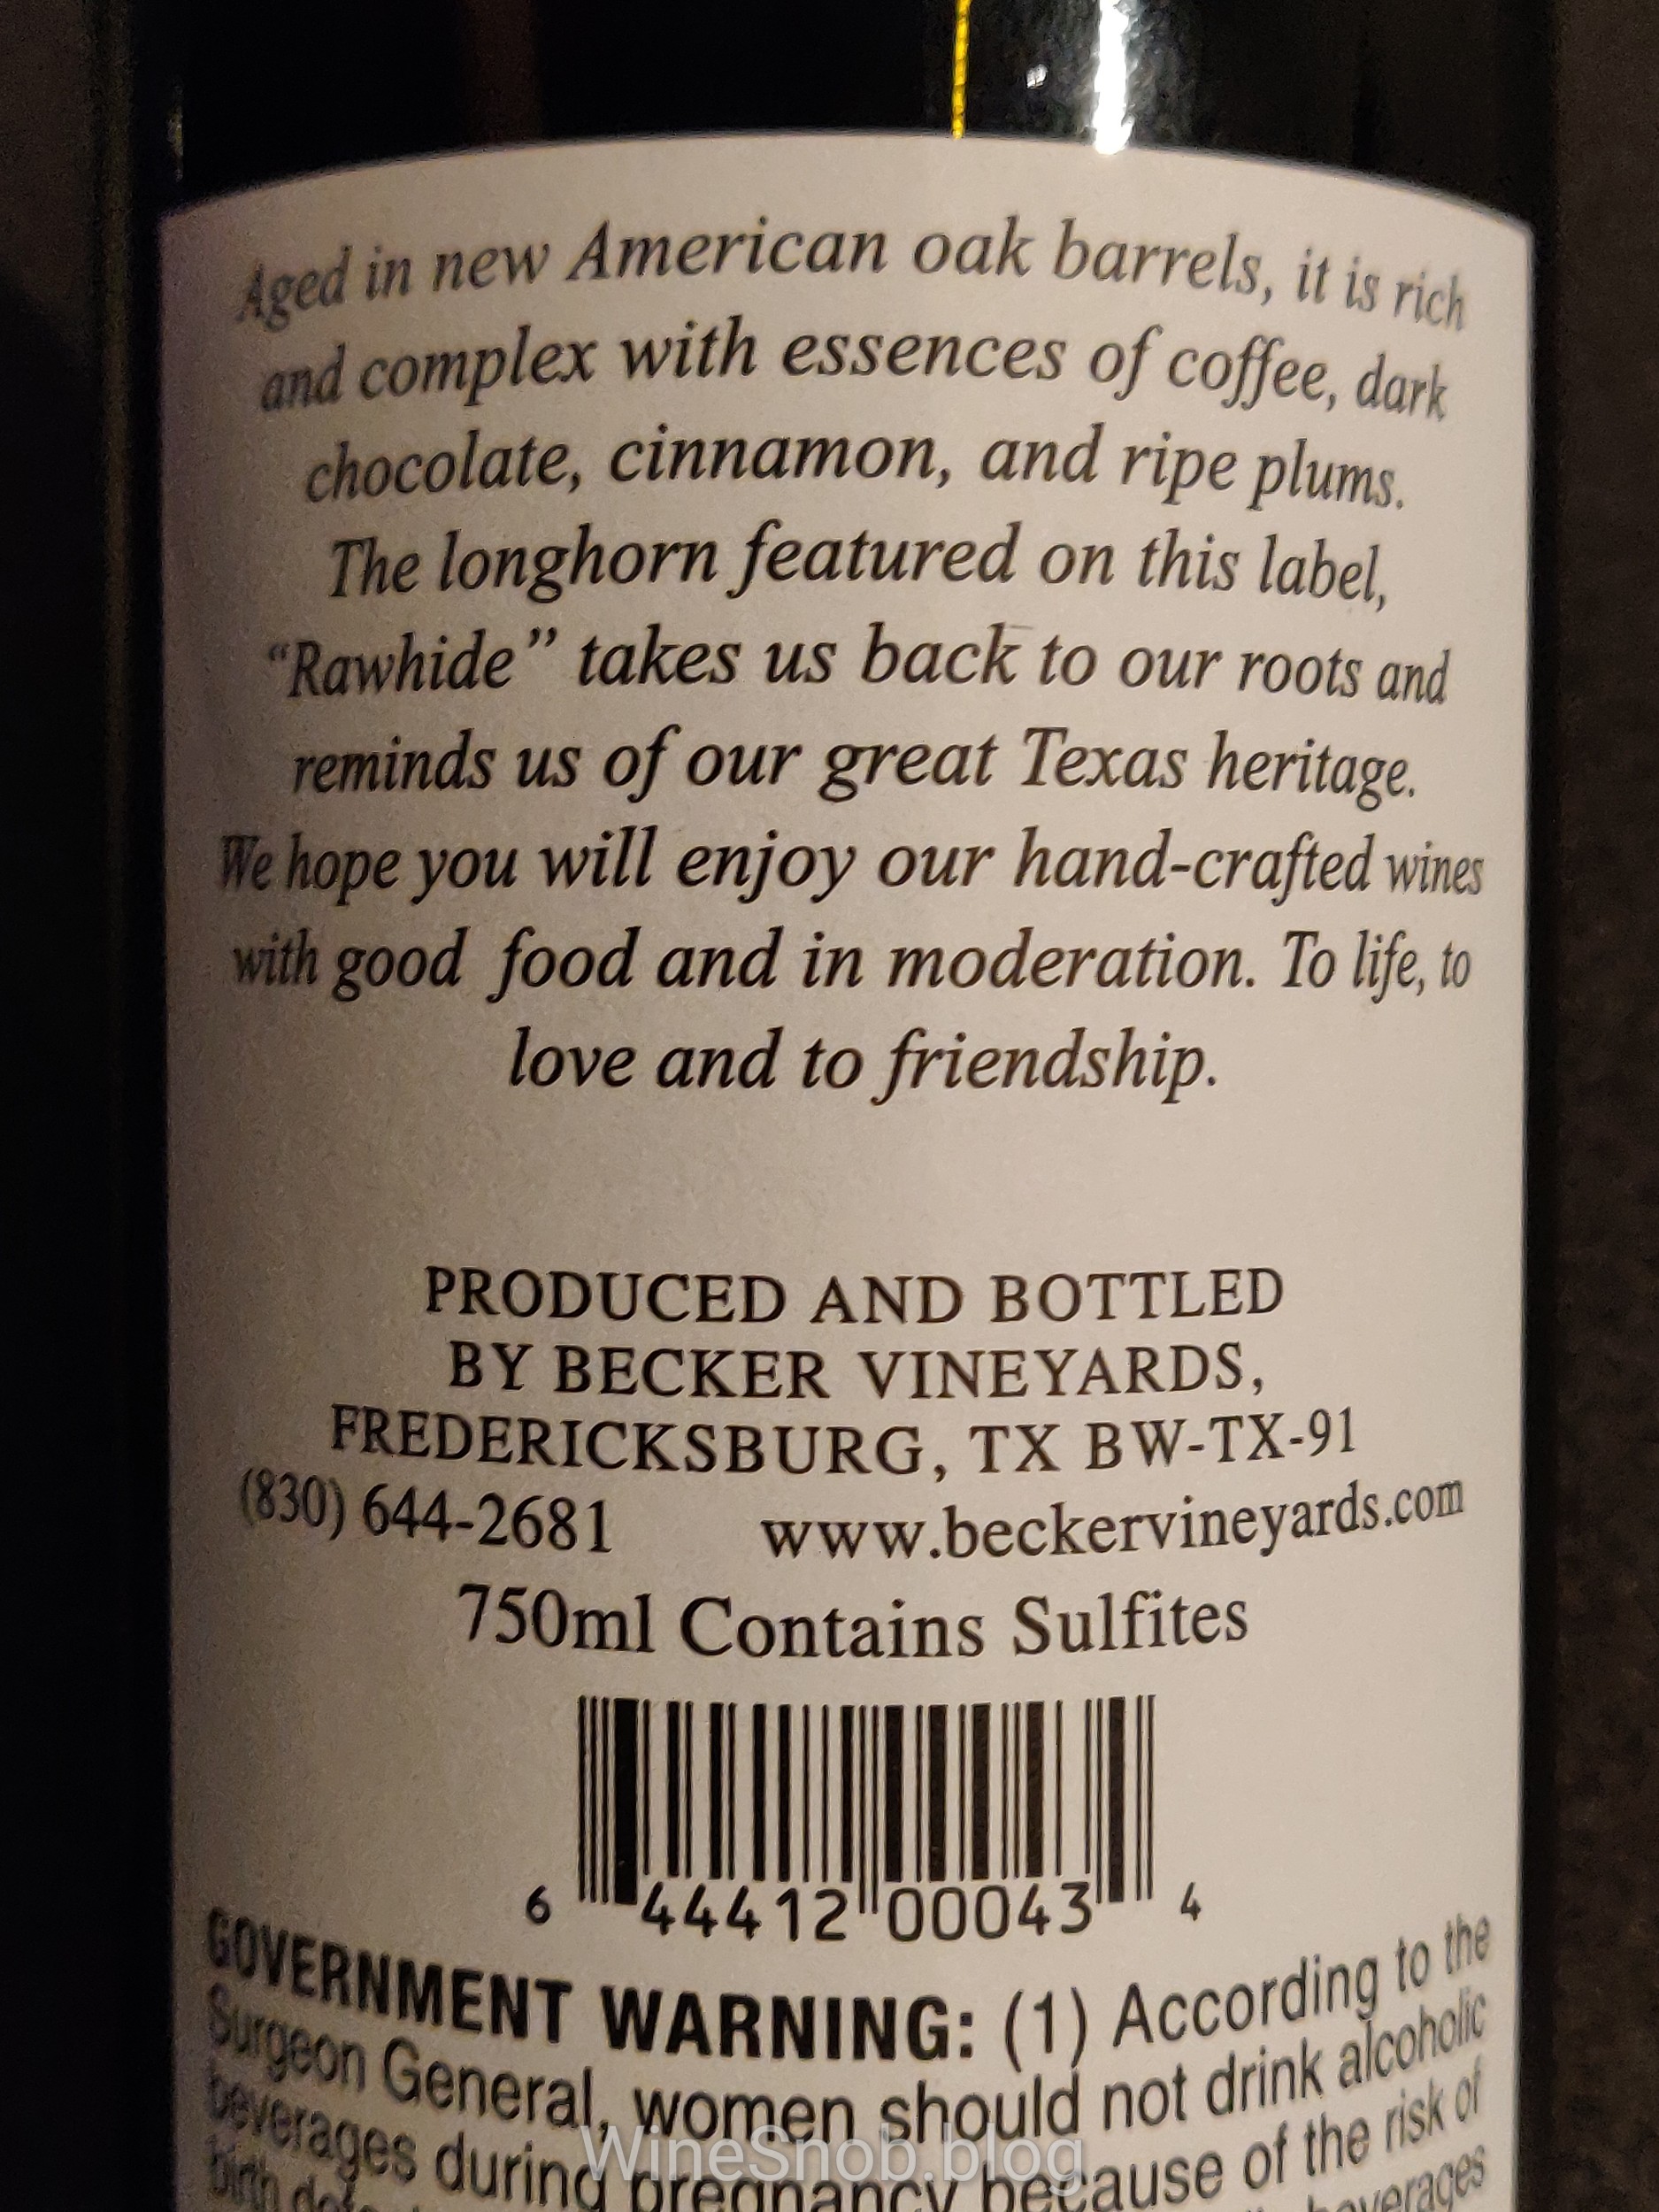 Aged in new American oak barrels, it is rich
and complex with essences of coffee, dark
chocolate, cinnamon, and ripe plums.
The longhorn featured on this label,
“Rawhide” takes us back to our roots and
reminds us of our great Texas heritage.
We hope you will enjoy our hand-crafted wines
with good food and in moderation. To life, to
love and to friendship.
PRODUCED AND BOTTLED
BY BECKER VINEYARDS,
FREDERICKSBURG, TX BW-TX-91
(830) 644-2681 www.beckervineyards.com
750ml Contains Sulfites
6 44412 00043 4
GOVERNMENT WARNING: (1) According to the
Surgeon General, women should not drink alcoholic
beverages during pregnancy because of the risk of
birth beverages
WineSnob.blog